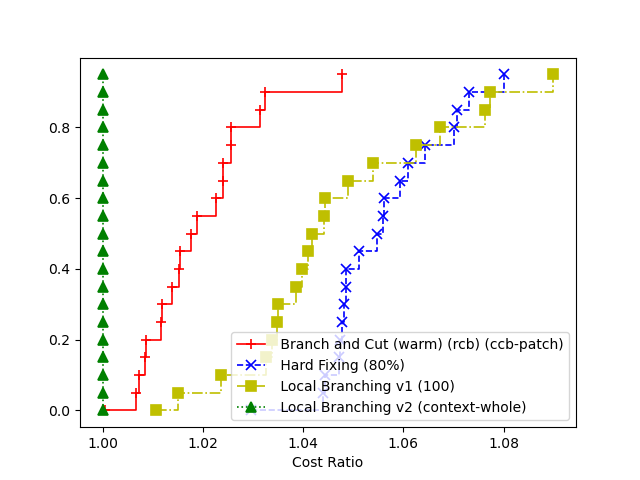 0.8
0.6
0.4
0.2
0.0
Branch and Cut (warm) (rcb) (ccb-patch)
Hard Fixing (80%)
Local Branching v1 (100)
Local Branching v2 (context-whole)
1.00 1.02 1.04 1.06 1.08
Cost Ratio